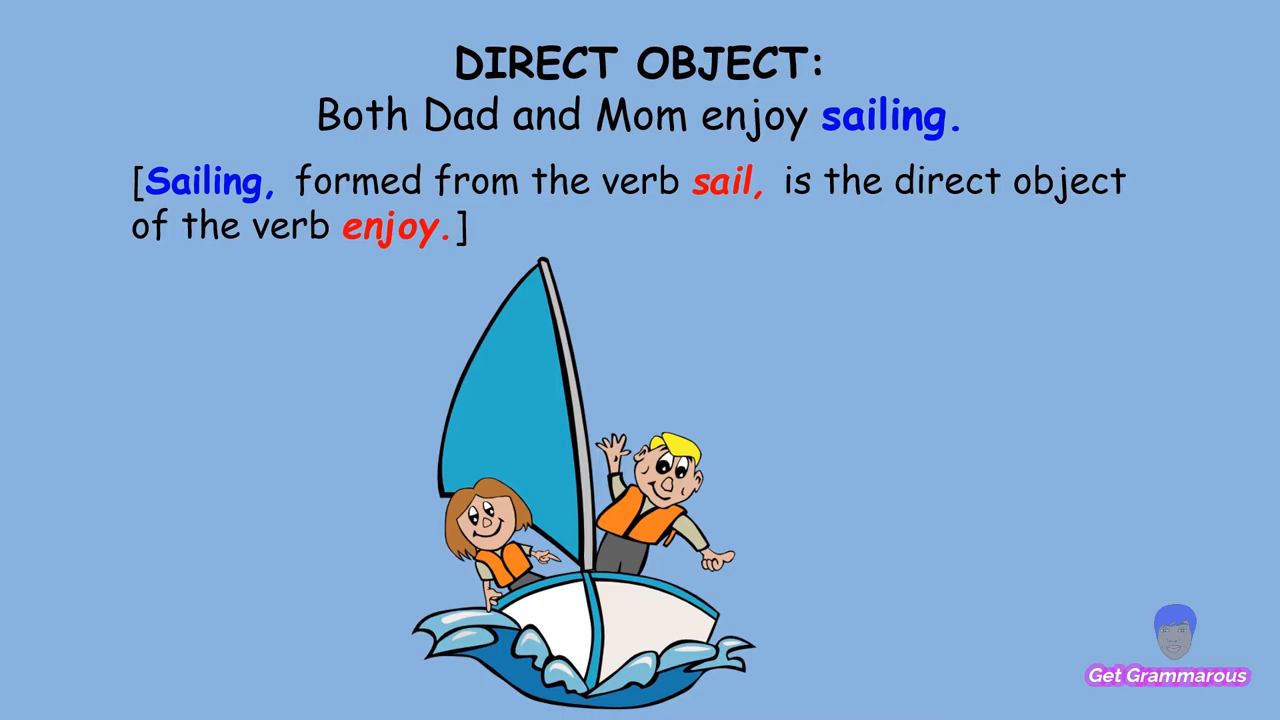 DIRECT OBJECT:
Both Dad and Mom enjoy sailing.
[Sailing, formed from the verb sail, is the direct object
of the verb enjoy.]
Get Grammarous